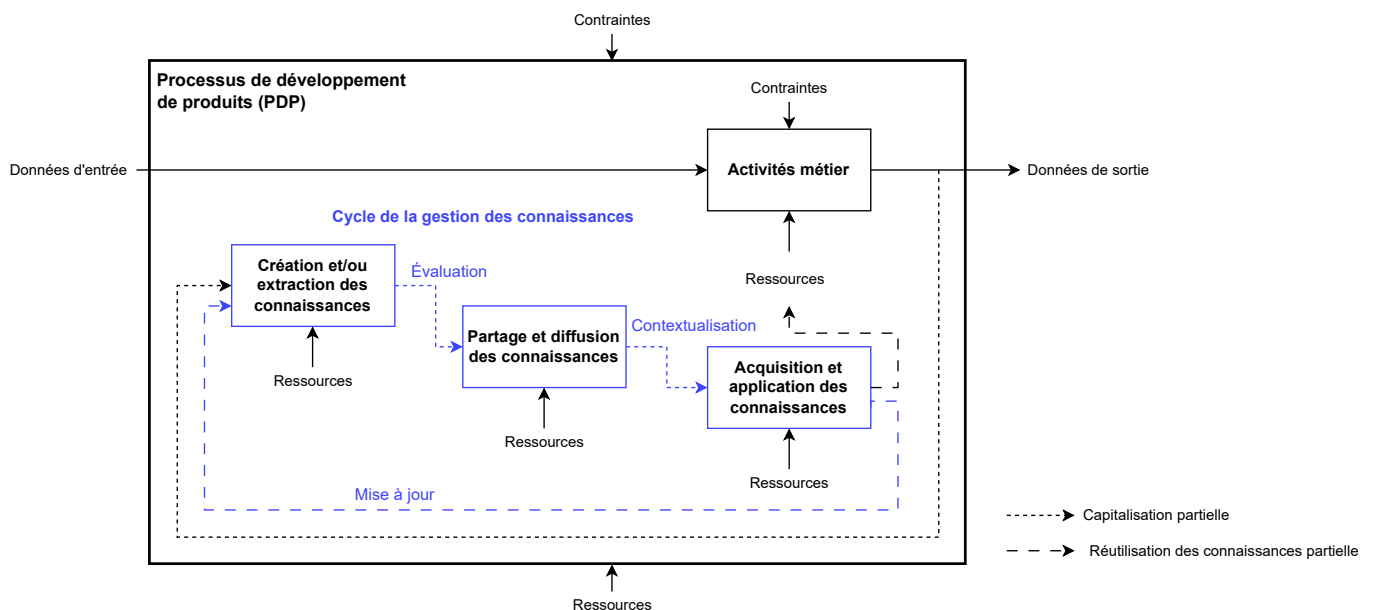 Contraintes
Processus de développement
de produits (PDP)
Contraintes
Données d'entrée
Activités métier
Données de sortie
Cycle de la gestion des connaissances
Création et/ou
extraction des
connaissances
Évaluation
Ressources
Partage et diffusion
des connaissances
Contextualisation
Ressources
Acquisition et
application des
connaissances
Ressources
Ressources
Mise à jour
Capitalisation partielle
Réutilisation des connaissances partielle
Ressources